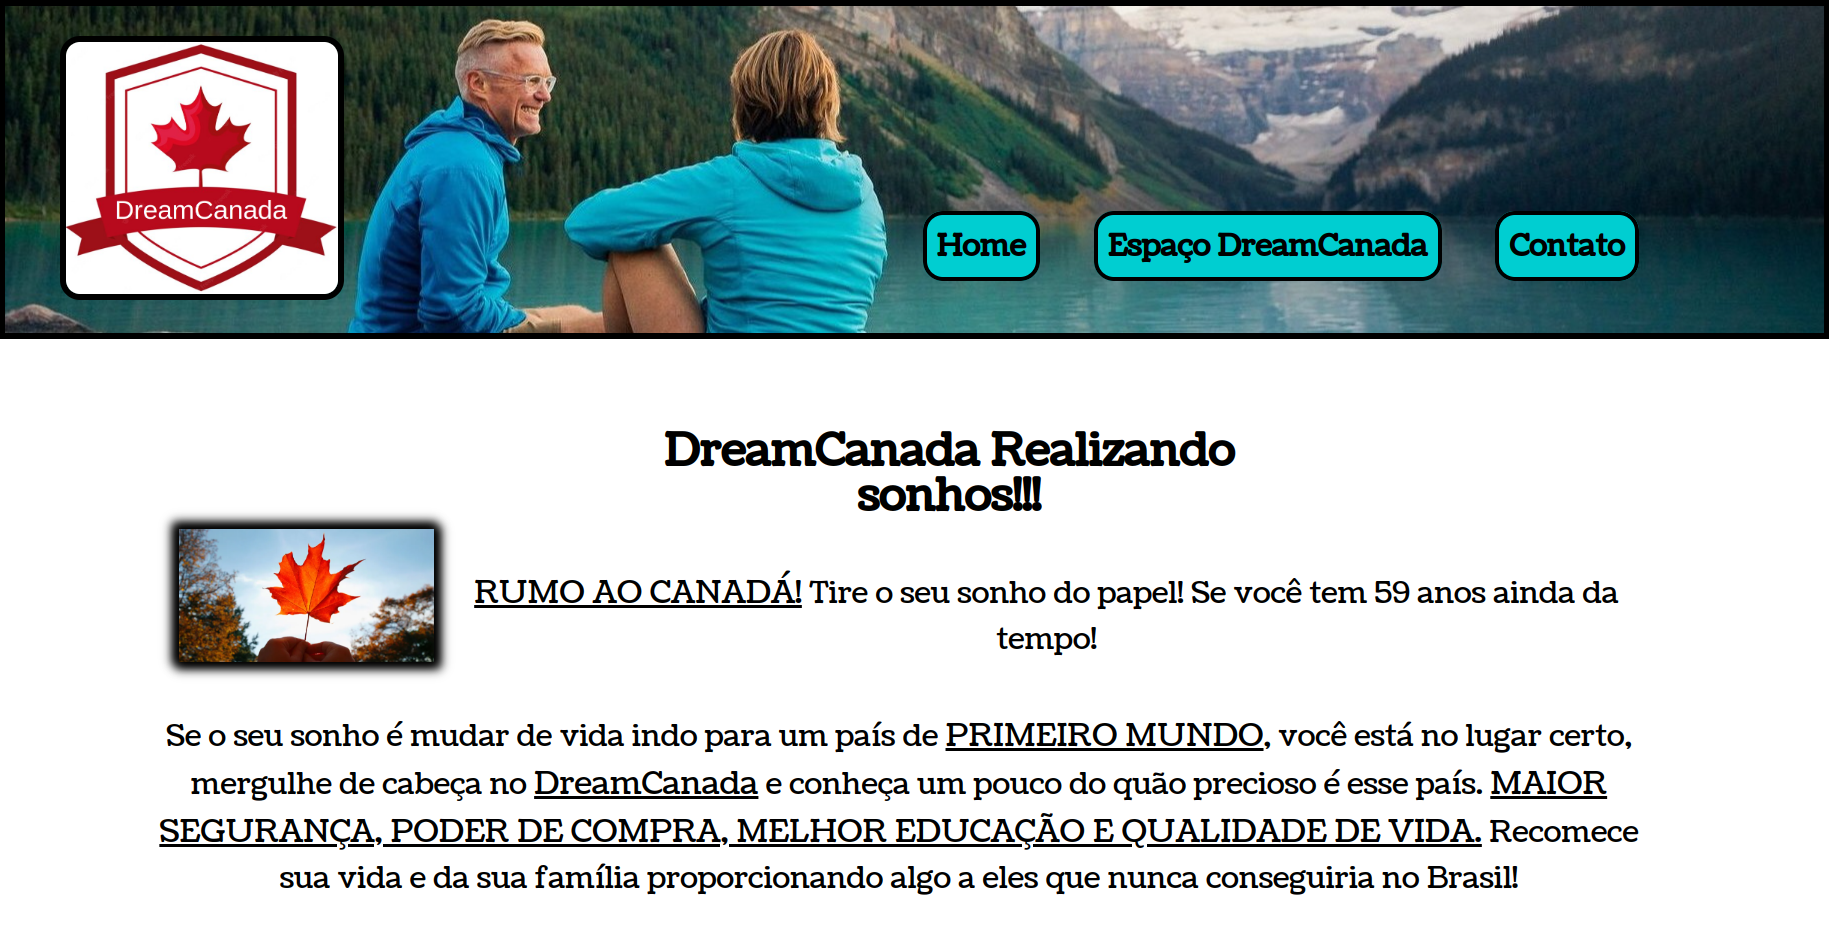 DreamCanada
Home
Espaço DreamCanada
Contato
DreamCanada Realizando
sonhos!!!
RUMO AO CANADÁ! Tire o seu sonho do papel! Se você tem 59 anos ainda da
tempo!
Se o seu sonho é mudar de vida indo para um país de PRIMEIRO MUNDO, você está no lugar certo,
mergulhe de cabeça no DreamCanada e conheça um pouco do quão precioso é esse país. MAIOR
SEGURANÇA, PODER DE COMPRA, MELHOR EDUCAÇÃO E QUALIDADE DE VIDA. Recomece
sua vida e da sua família proporcionando algo a eles que nunca conseguiria no Brasil!